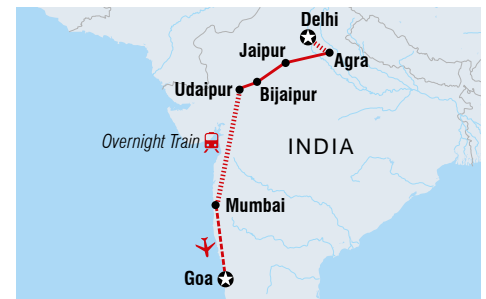 Delhi
Jaipur
Agra
Udaipur
Bijaipur
Overnight Train
INDIA
Mumbai
Goa